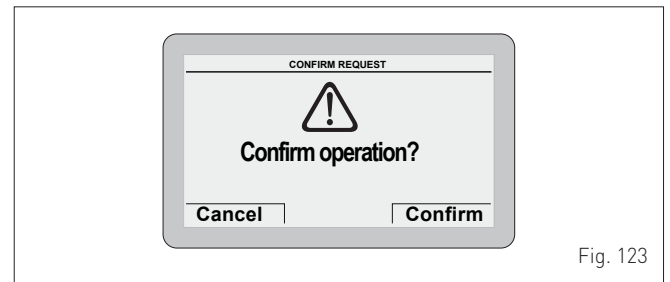 CONFIRM REQUEST
Confirm operation?
Cancel Confirm
Fig. 123